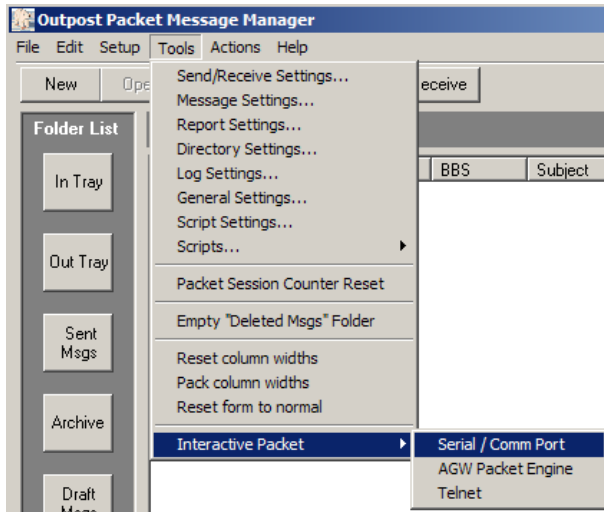 Outpost Packet Message Manager
File Edit Setup Tools Actions Help
New Ope eceive
Send/Receive Settings...
Message Settings...
Report Settings...
Directory Settings...
Log Settings...
General Settings...
Script Settings...
Scripts...
Packet Session Counter Reset
Empty "Deleted Msgs" Folder
Reset column widths
Pack column widths
Reset form to normal
Interactive Packet
Serial / Comm Port
AGW Packet Engine
Telnet
Folder List
In Tray
Out Tray
Sent
Msgs
Archive
Draft
Msgs
BBS Subject